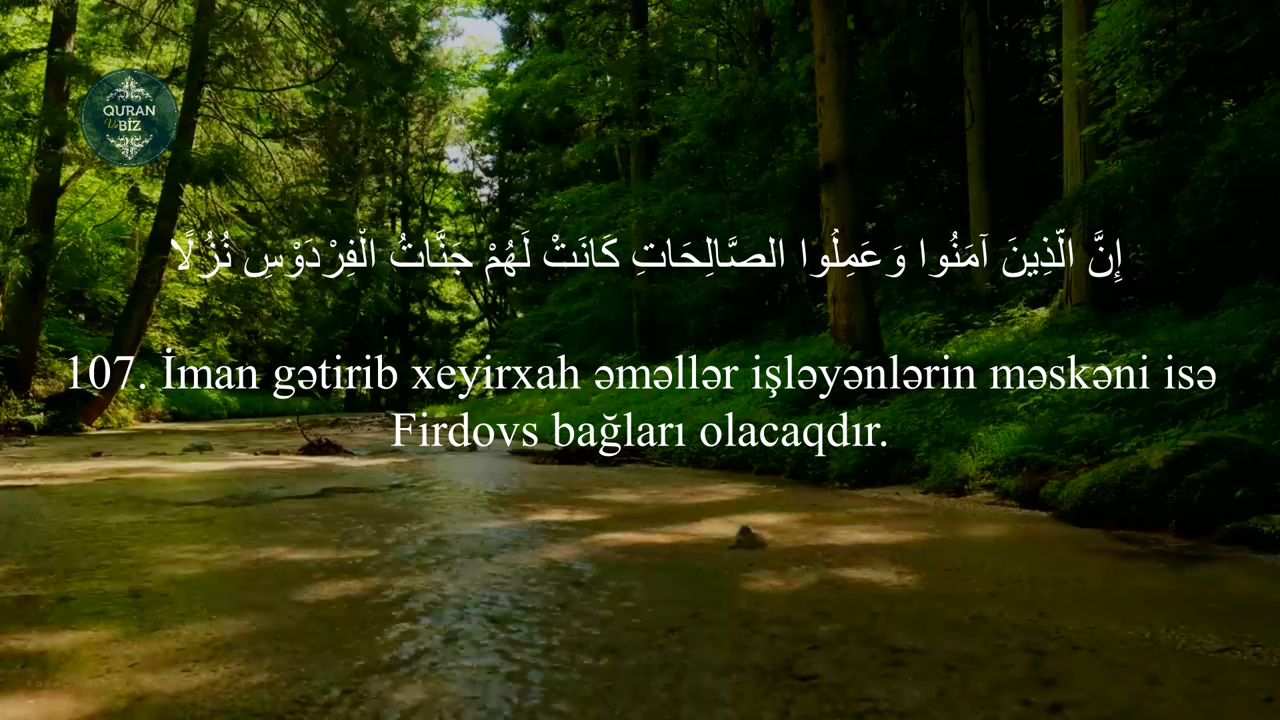 QURAN
Və
BİZ
إِنَّ الَّذِينَ آمَنُوا وَعَمِلُوا الصَّالِحَاتِ كَانَتْ لَهُمْ جَنَّاتُ الْفِرْدَوْسِ نُزُلًا
107. İman gətirib xeyirxah əməllər işləyənlərin məskəni isə
Firdovs bağları olacaqdır.